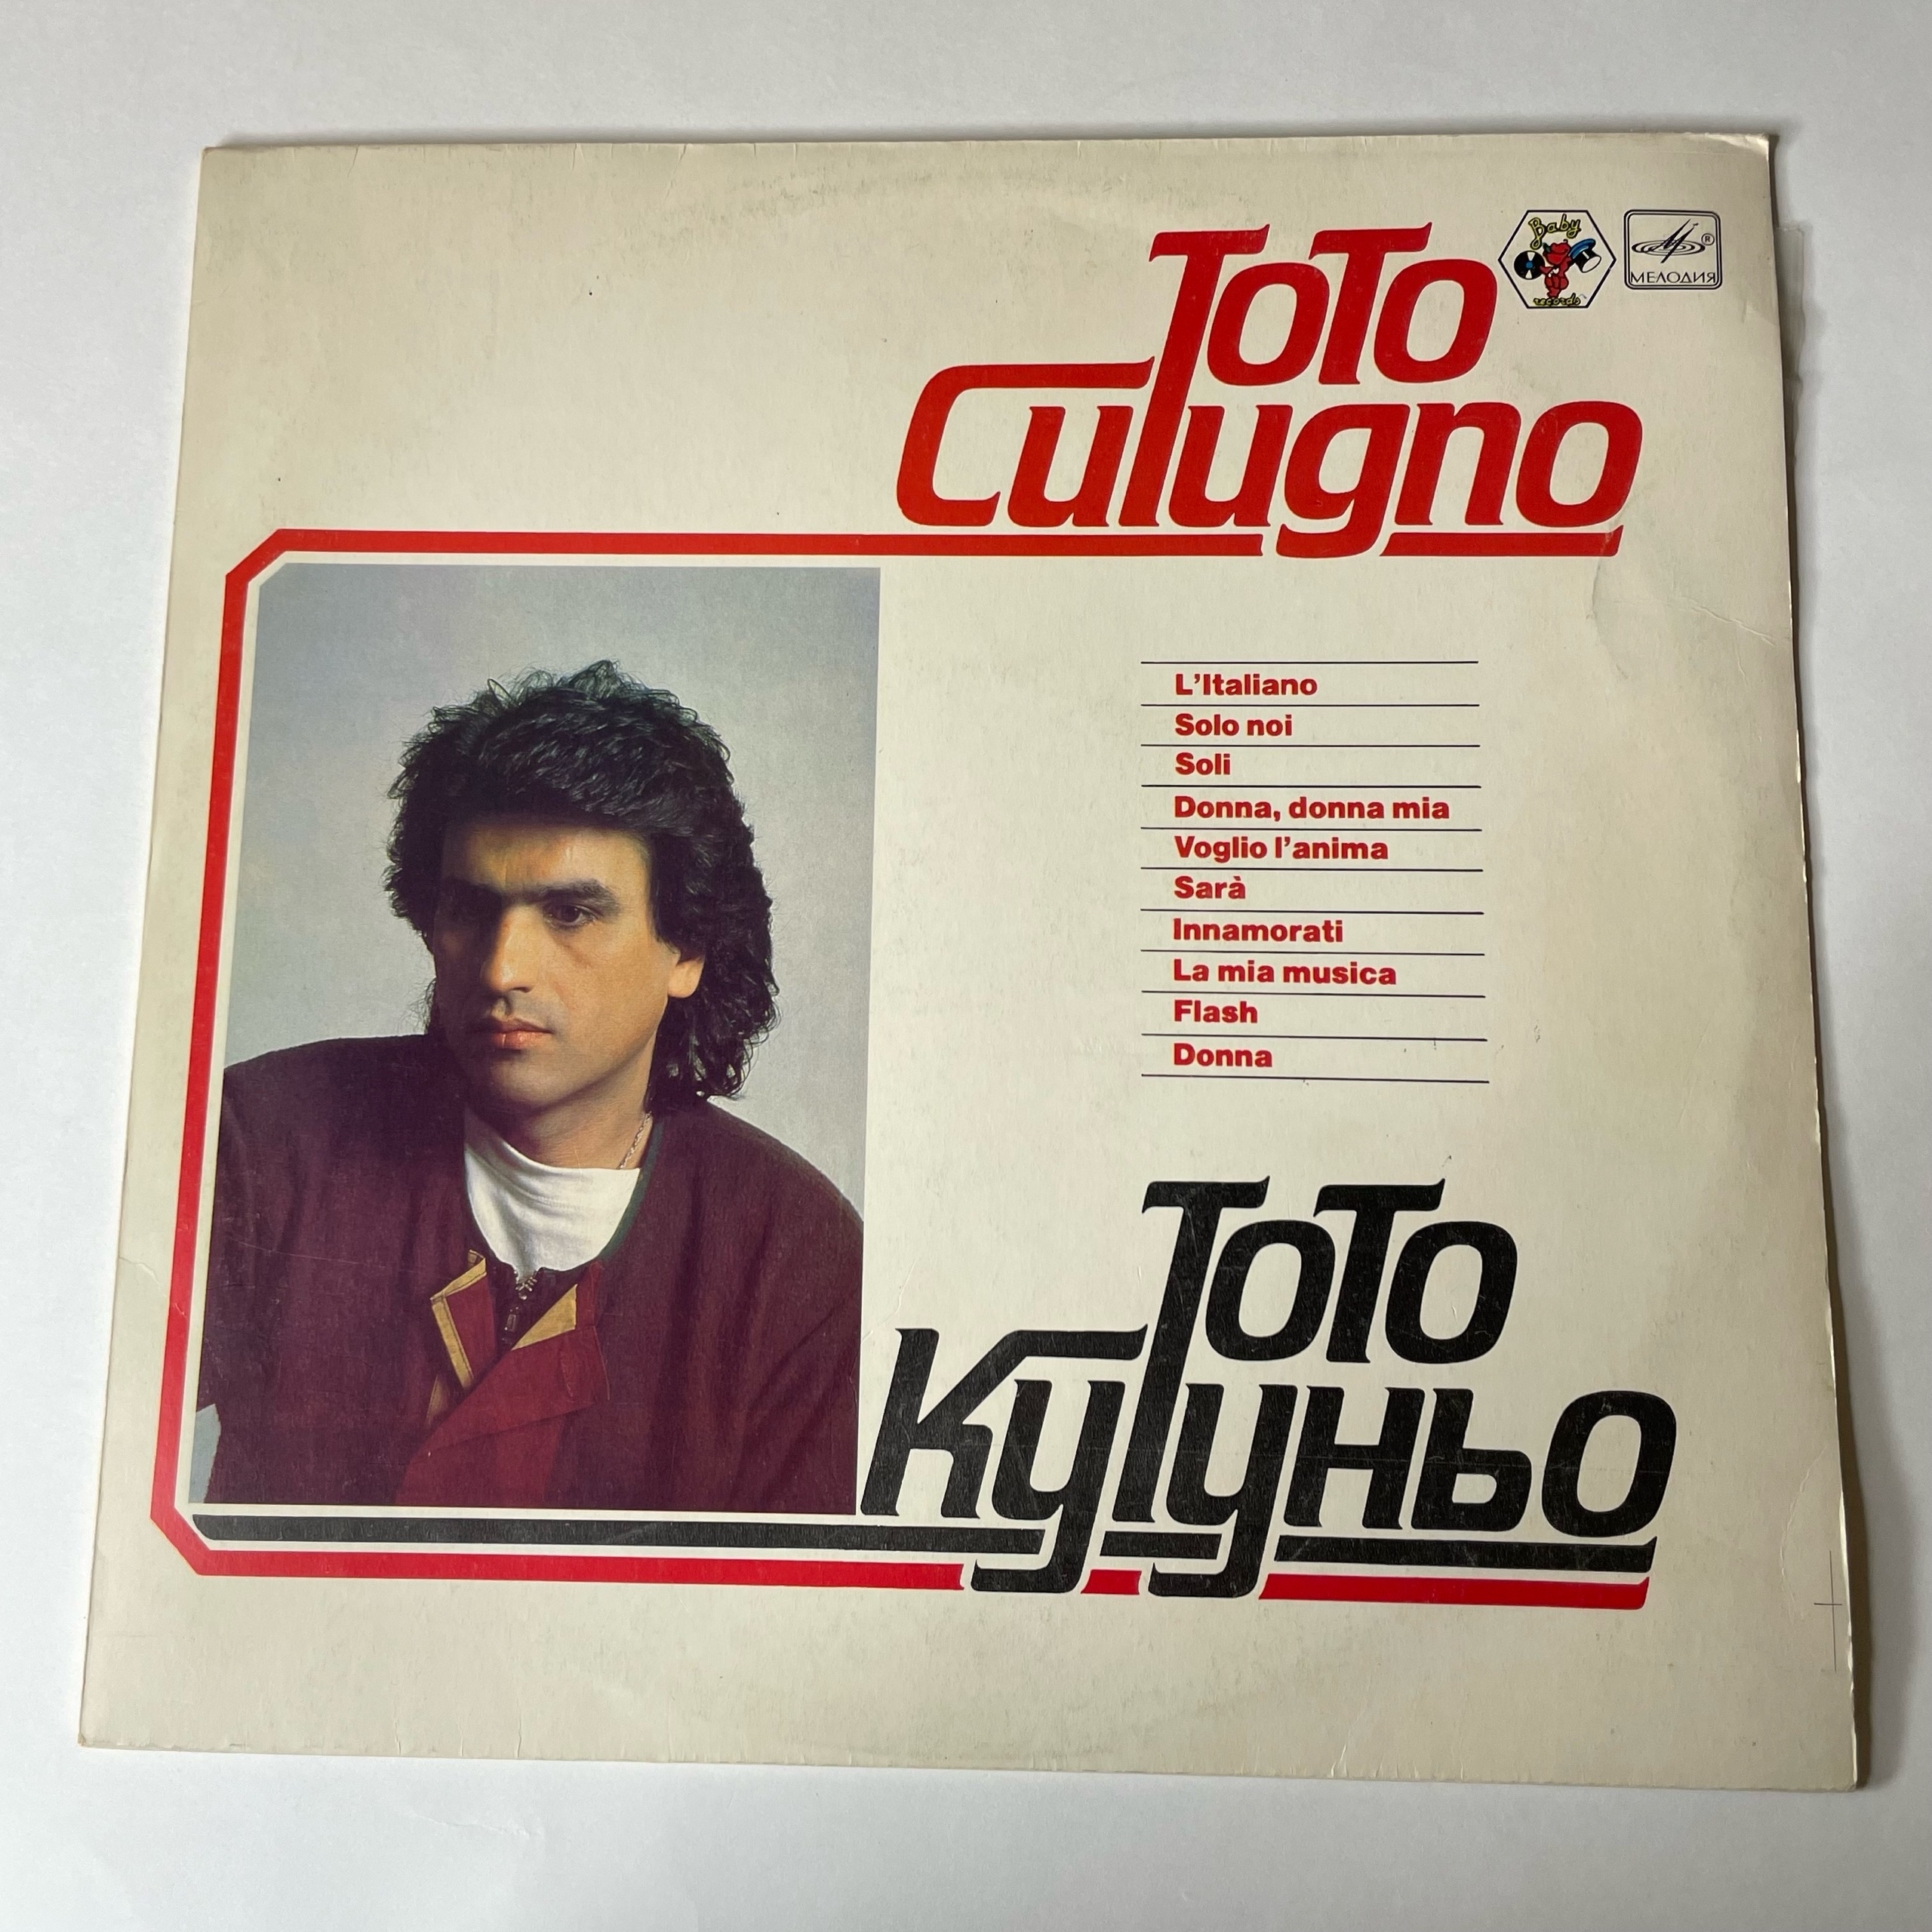 Toto
Cutugno
Baby
records
МЕЛОДИЯ
®
L'Italiano
Solo noi
Soli
Donna, donna mia
Voglio l'anima
Sarà
Innamorati
La mia musica
Flash
Donna
Тото
Кутуньо